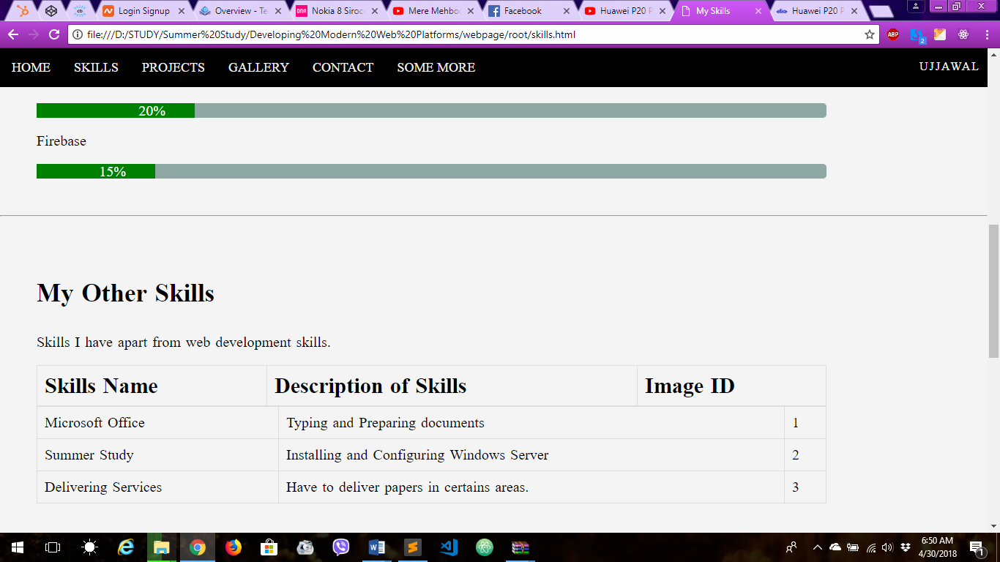 Login Signup
Overview - Te
Nokia 8 Siroc
Mere Mehbo
Facebook
Huawei P20 P
My Skills
Huawei P20 P
file:///D:/STUDY/Summer%20Study/Developing%20Modern%20Web%20Platforms/webpage/root/skills.html
ABP
2
HOME SKILLS PROJECTS GALLERY CONTACT SOME MORE UJJAWAL
20%
Firebase
15%
My Other Skills
Skills I have apart from web development skills.
Skills Name Description of Skills Image ID
Microsoft Office Typing and Preparing documents 1
Summer Study Installing and Configuring Windows Server 2
Delivering Services Have to deliver papers in certains areas. 3
6:50 AM
4/30/2018
1